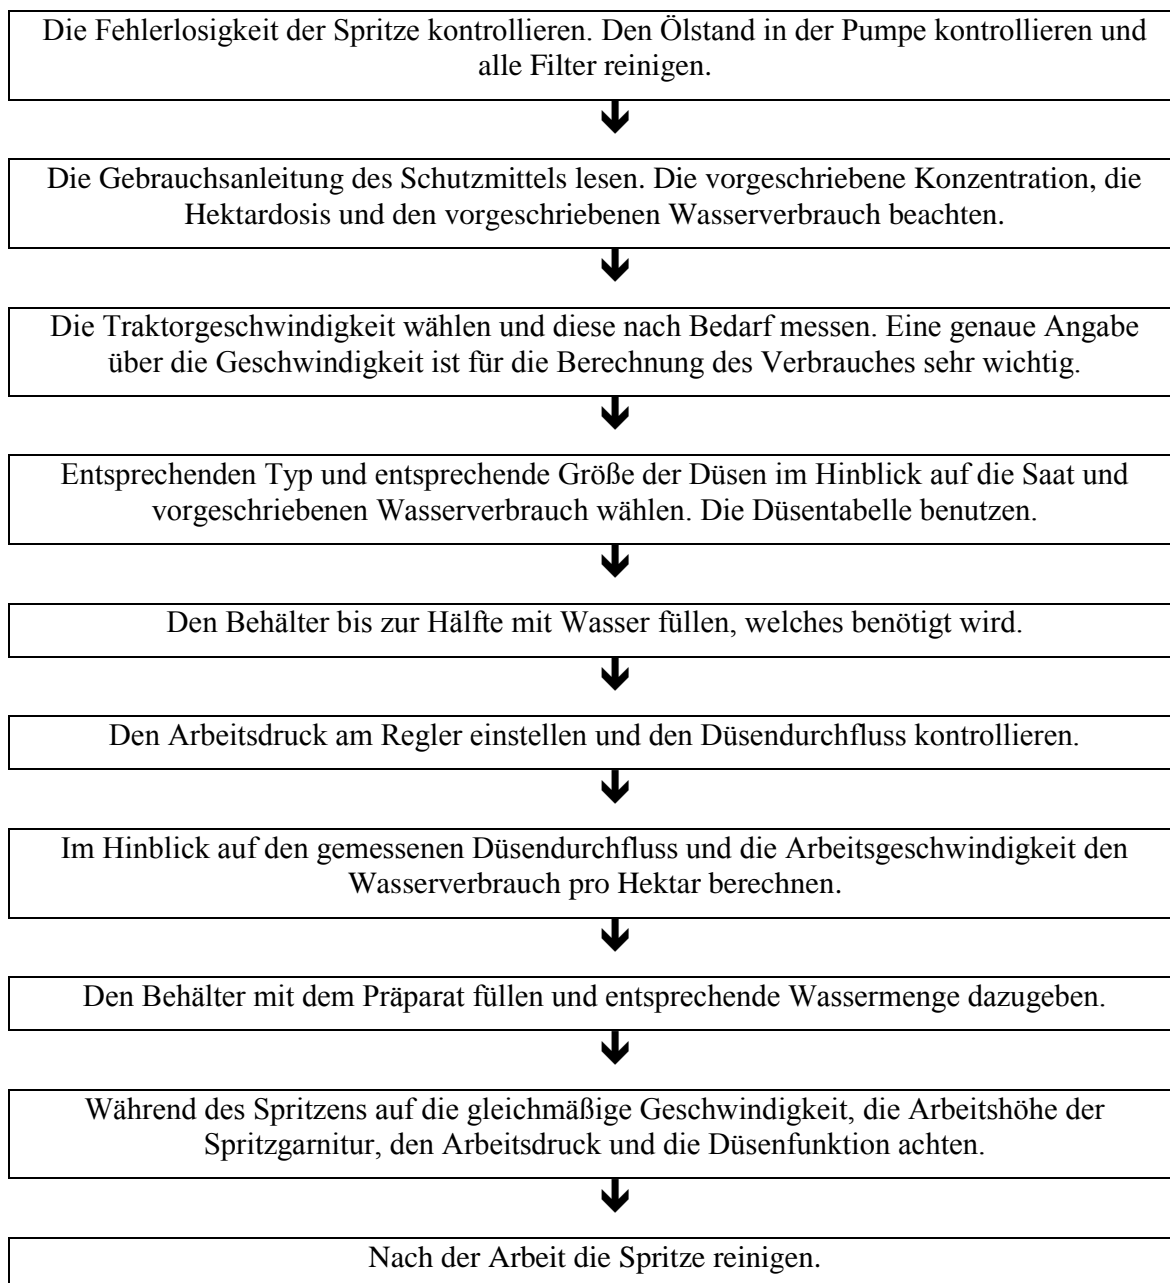 Die Fehlerlosigkeit der Spritze kontrollieren. Den Ölstand in der Pumpe kontrollieren und
alle Filter reinigen.
Die Gebrauchsanleitung des Schutzmittels lesen. Die vorgeschriebene Konzentration, die
Hektardosis und den vorgeschriebenen Wasserverbrauch beachten.
Die Traktorgeschwindigkeit wählen und diese nach Bedarf messen. Eine genaue Angabe
über die Geschwindigkeit ist für die Berechnung des Verbrauches sehr wichtig.
Entsprechenden Typ und entsprechende Größe der Düsen im Hinblick auf die Saat und
vorgeschriebenen Wasserverbrauch wählen. Die Düsentabelle benutzen.
Den Behälter bis zur Hälfte mit Wasser füllen, welches benötigt wird.
Den Arbeitsdruck am Regler einstellen und den Düsendurchfluss kontrollieren.
Im Hinblick auf den gemessenen Düsendurchfluss und die Arbeitsgeschwindigkeit den
Wasserverbrauch pro Hektar berechnen.
Den Behälter mit dem Präparat füllen und entsprechende Wassermenge dazugeben.
Während des Spritzens auf die gleichmäßige Geschwindigkeit, die Arbeitshöhe der
Spritzgarnitur, den Arbeitsdruck und die Düsenfunktion achten.
Nach der Arbeit die Spritze reinigen.